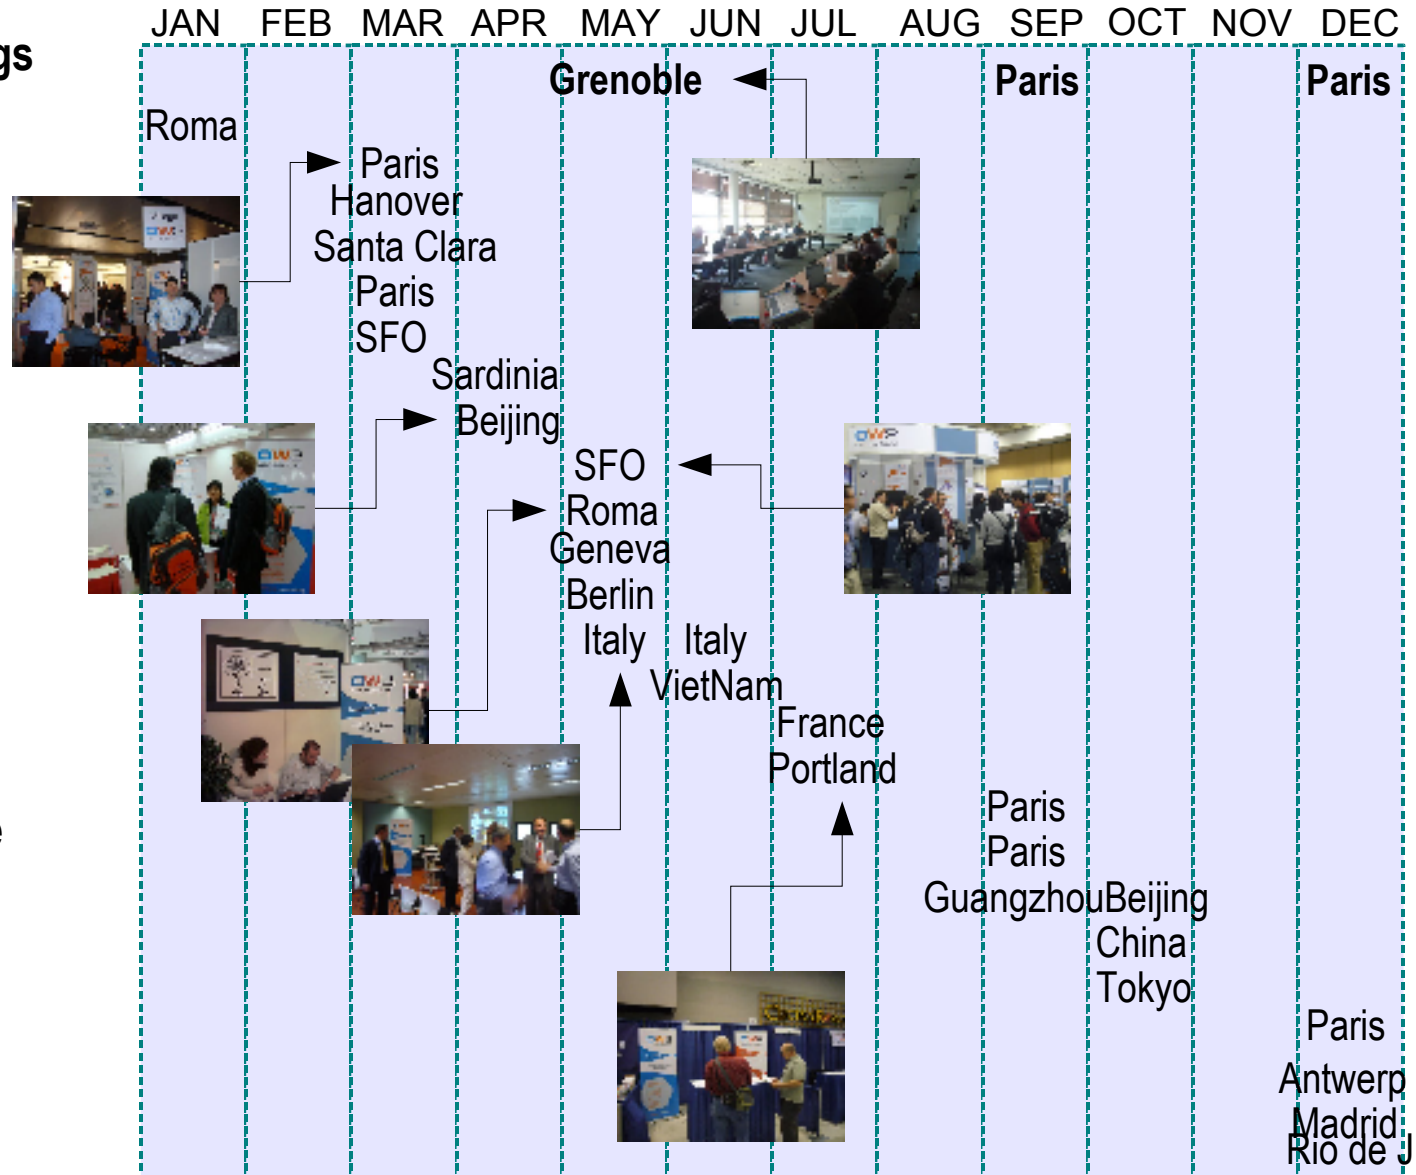 JAN FEB MAR APR MAY JUN JUL AUG SEP OCT NOV DEC
gs
Grenoble Paris Paris
Roma
Paris
Hanover
Santa Clara
Paris
SFO
Sardinia
Beijing
SFO
Roma
Geneva
Berlin
Italy Italy
VietNam
France
Portland
Paris
e
Paris
Guangzhou Beijing
China
Tokyo
Paris
Antwerp
Madrid
Rio de J